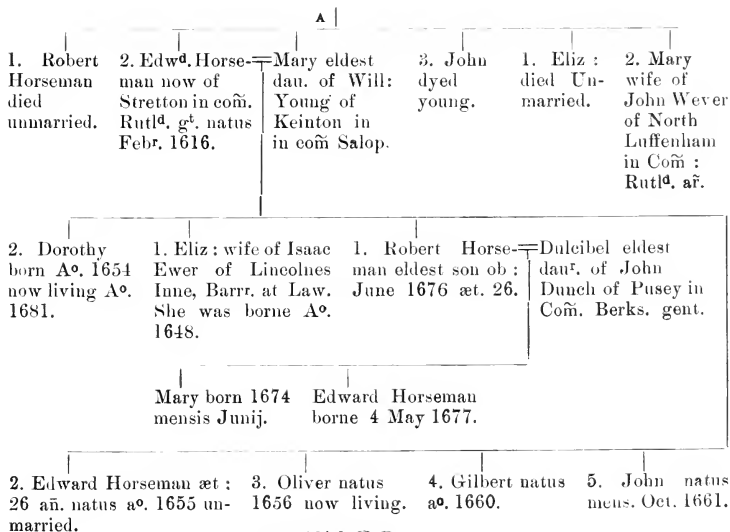 A
1. Robert
Horseman
died
unmarried.
2. Edwᵈ. Horse-
man now of
Stretton in com̃.
Rutlᵈ. gᵗ. natus
Febʳ. 1616.
Mary eldest
dau. of Will:
Young of
Keinton in
in com̃ Salop.
3. John
dyed
young.
1. Eliz :
died Un-
married.
2. Mary
wife of
John Wever
of North
Luffenham
in Com̃ :
Rutlᵈ. ar̃.
2. Dorothy
born Aº. 1654
now living Aº.
1681.
1. Eliz : wife of Isaac
Ewer of Lincolnes
Inne, Barrʳ. at Law.
She was borne Aº.
1648.
1. Robert Horse-
man eldest son ob :
June 1676 æt. 26.
Dulcibel eldest
dauʳ. of John
Dunch of Pusey in
Com̃. Berks. gent.
Mary born 1674
mensis Junij.
Edward Horseman
borne 4 May 1677.
2. Edward Horseman æt :
26 añ. natus aº. 1655 un-
married.
3. Oliver natus
1656 now living.
4. Gilbert natus
aº. 1660.
5. John natus
mens. Oct. 1661.